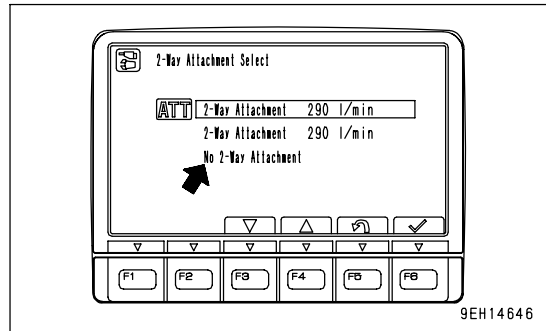 2-Way Attachment Select
ATT 2-Way Attachment 290 l/min
2-Way Attachment 290 l/min
No 2-Way Attachment
F1 F2 F3 F4 F5 F6
9EH14646